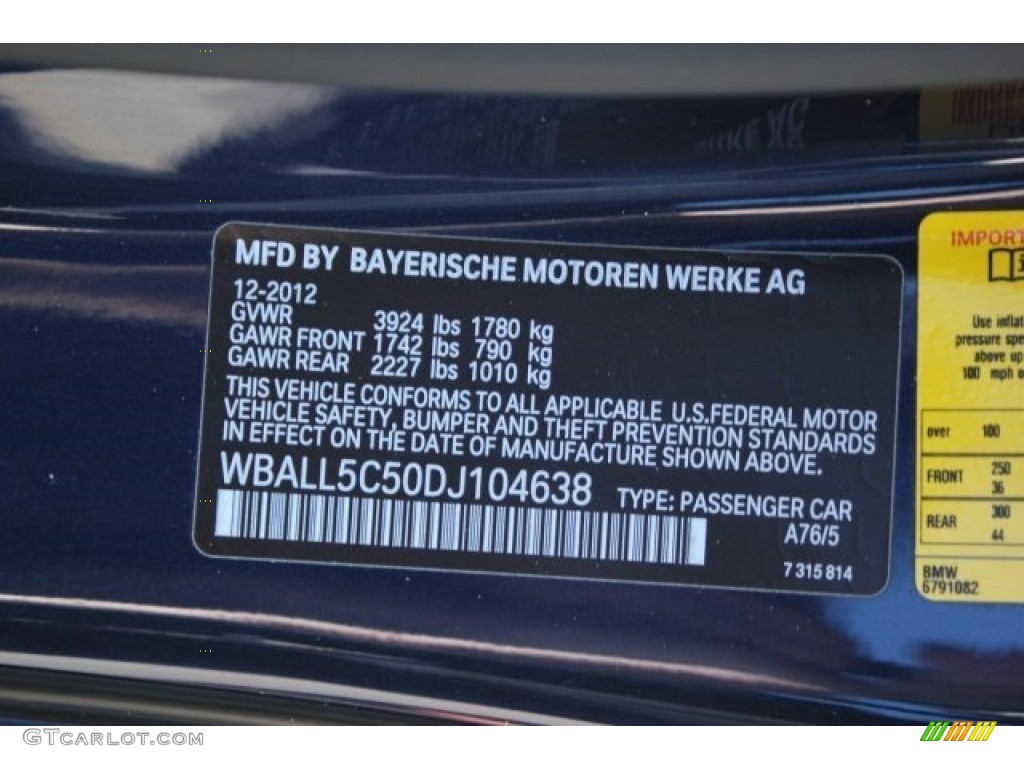 MFD BY BAYERISCHE MOTOREN WERKE AG
12-2012
GVWR 3924 lbs 1780 kg
GAWR FRONT 1742 lbs 790 kg
GAWR REAR 2227 lbs 1010 kg
THIS VEHICLE CONFORMS TO ALL APPLICABLE U.S.FEDERAL MOTOR
VEHICLE SAFETY, BUMPER AND THEFT PREVENTION STANDARDS
IN EFFECT ON THE DATE OF MANUFACTURE SHOWN ABOVE.
WBALL5C50DJ104638 TYPE: PASSENGER CAR
A76/5
7 315 814
IMPORT
Use inflat
pressure spe
above up
100 mph o
over 100
FRONT 250
36
REAR 300
44
BMW
6791082
GTCarlot.com